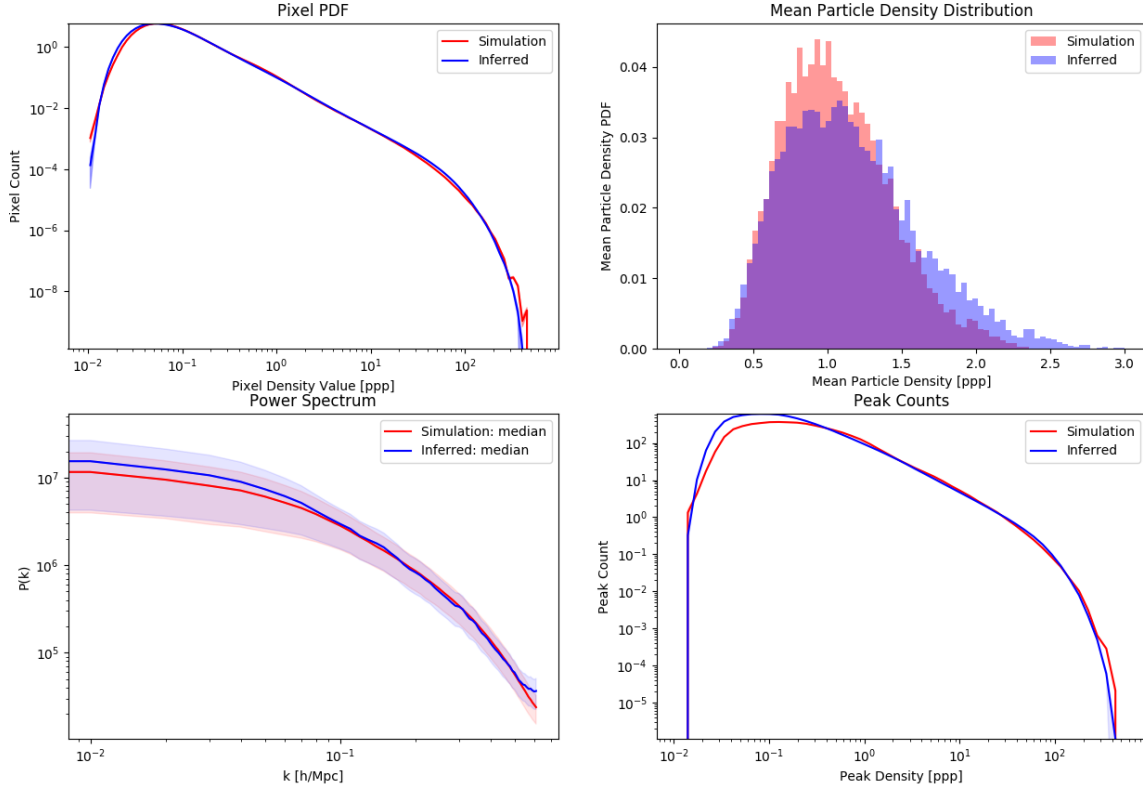 Pixel PDF
Simulation
Inferred
10^0
10^-2
10^-4
10^-6
10^-8
Pixel Count
10^-2
10^-1
10^0
10^1
10^2
Pixel Density Value [ppp]
Mean Particle Density Distribution
Simulation
Inferred
0.04
0.03
0.02
0.01
0.00
Mean Particle Density PDF
0.0
0.5
1.0
1.5
2.0
2.5
3.0
Mean Particle Density [ppp]
Power Spectrum
Simulation: median
Inferred: median
10^7
10^6
10^5
P(k)
10^-2
10^-1
k [h/Mpc]
Peak Counts
Simulation
Inferred
10^2
10^1
10^0
10^-1
10^-2
10^-3
10^-4
10^-5
Peak Count
10^-2
10^-1
10^0
10^1
10^2
Peak Density [ppp]